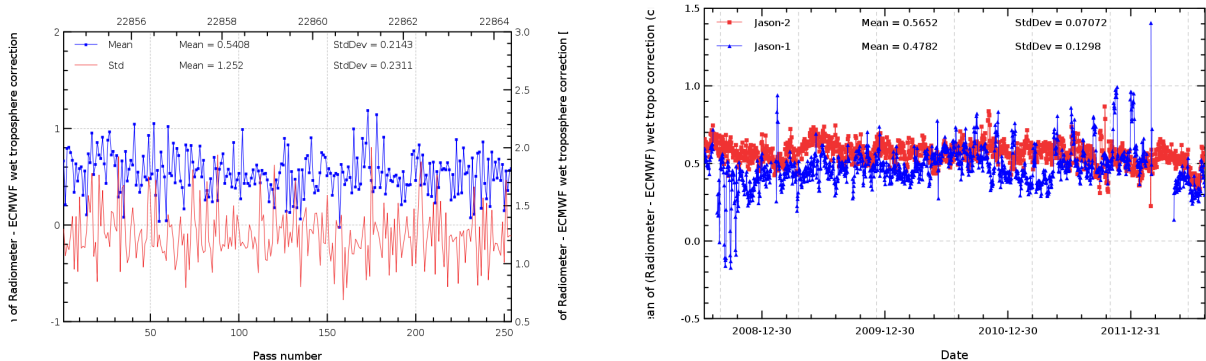 22856 22858 22860 22862 22864
Mean Mean = 0.5408 StdDev = 0.2143
Std Mean = 1.252 StdDev = 0.2311
2
1
0
-1
3.0
2.5
2.0
1.5
1.0
0.5
50 100 150 200 250
Pass number
of Radiometer - ECMWF wet troposphere correction
of Radiometer - ECMWF wet troposphere correction [
Jason-2 Mean = 0.5652 StdDev = 0.07072
Jason-1 Mean = 0.4782 StdDev = 0.1298
1.5
1.0
0.5
0.0
-0.5
2008-12-30 2009-12-30 2010-12-30 2011-12-31
Date
of (Radiometer - ECMWF) wet tropo correction (c